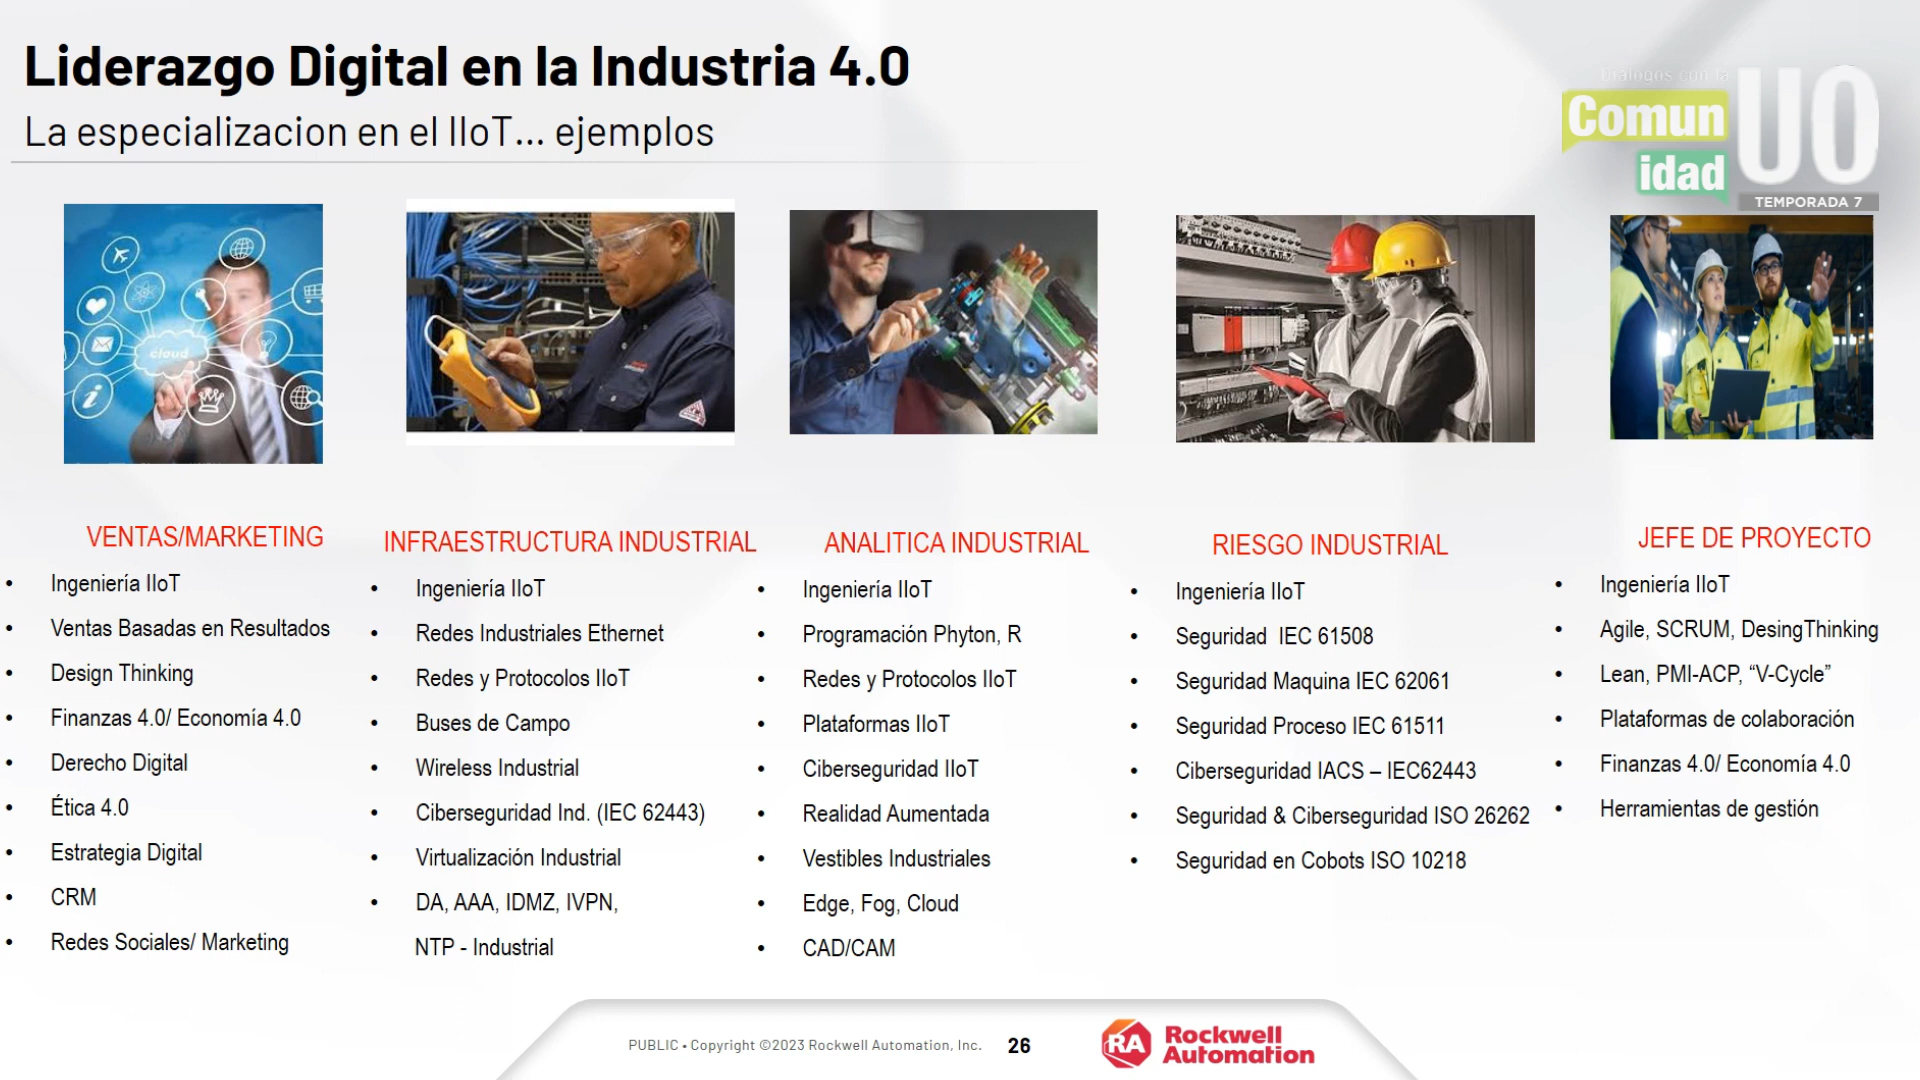 Liderazgo Digital en la Industria 4.0
La especializacion en el IIoT... ejemplos
Diálogos con la
Comun
idad
UO
TEMPORADA 7
cloud
VENTAS/MARKETING
• Ingeniería IIoT
• Ventas Basadas en Resultados
• Design Thinking
• Finanzas 4.0/ Economía 4.0
• Derecho Digital
• Ética 4.0
• Estrategia Digital
• CRM
• Redes Sociales/ Marketing
INFRAESTRUCTURA INDUSTRIAL
• Ingeniería IIoT
• Redes Industriales Ethernet
• Redes y Protocolos IIoT
• Buses de Campo
• Wireless Industrial
• Ciberseguridad Ind. (IEC 62443)
• Virtualización Industrial
• DA, AAA, IDMZ, IVPN,
NTP - Industrial
ANALITICA INDUSTRIAL
• Ingeniería IIoT
• Programación Phyton, R
• Redes y Protocolos IIoT
• Plataformas IIoT
• Ciberseguridad IIoT
• Realidad Aumentada
• Vestibles Industriales
• Edge, Fog, Cloud
• CAD/CAM
RIESGO INDUSTRIAL
• Ingeniería IIoT
• Seguridad  IEC 61508
• Seguridad Maquina IEC 62061
• Seguridad Proceso IEC 61511
• Ciberseguridad IACS – IEC62443
• Seguridad & Ciberseguridad ISO 26262
• Seguridad en Cobots ISO 10218
JEFE DE PROYECTO
• Ingeniería IIoT
• Agile, SCRUM, DesingThinking
• Lean, PMI-ACP, “V-Cycle”
• Plataformas de colaboración
• Finanzas 4.0/ Economía 4.0
• Herramientas de gestión
PUBLIC • Copyright ©2023 Rockwell Automation, Inc.
26
RA
Rockwell
Automation